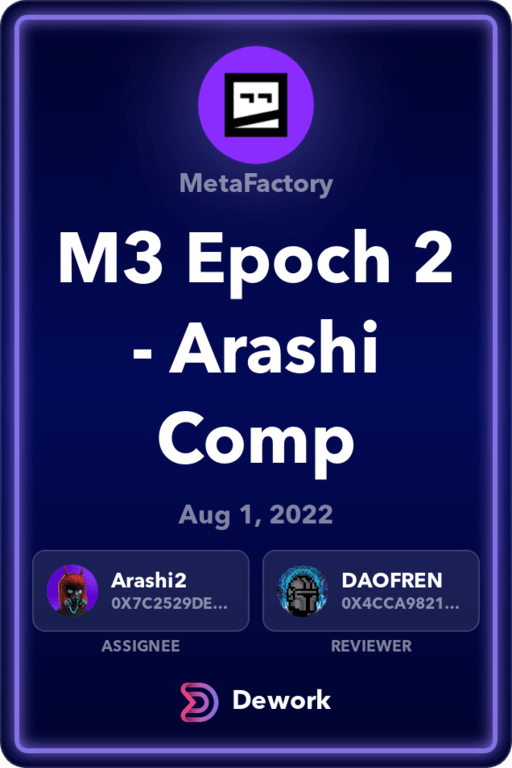 MetaFactory
M3 Epoch 2
- Arashi
Comp
Aug 1, 2022
Arashi2
0X7C2529DE...
DAOFREN
0X4CCA9821...
ASSIGNEE
REVIEWER
Dework